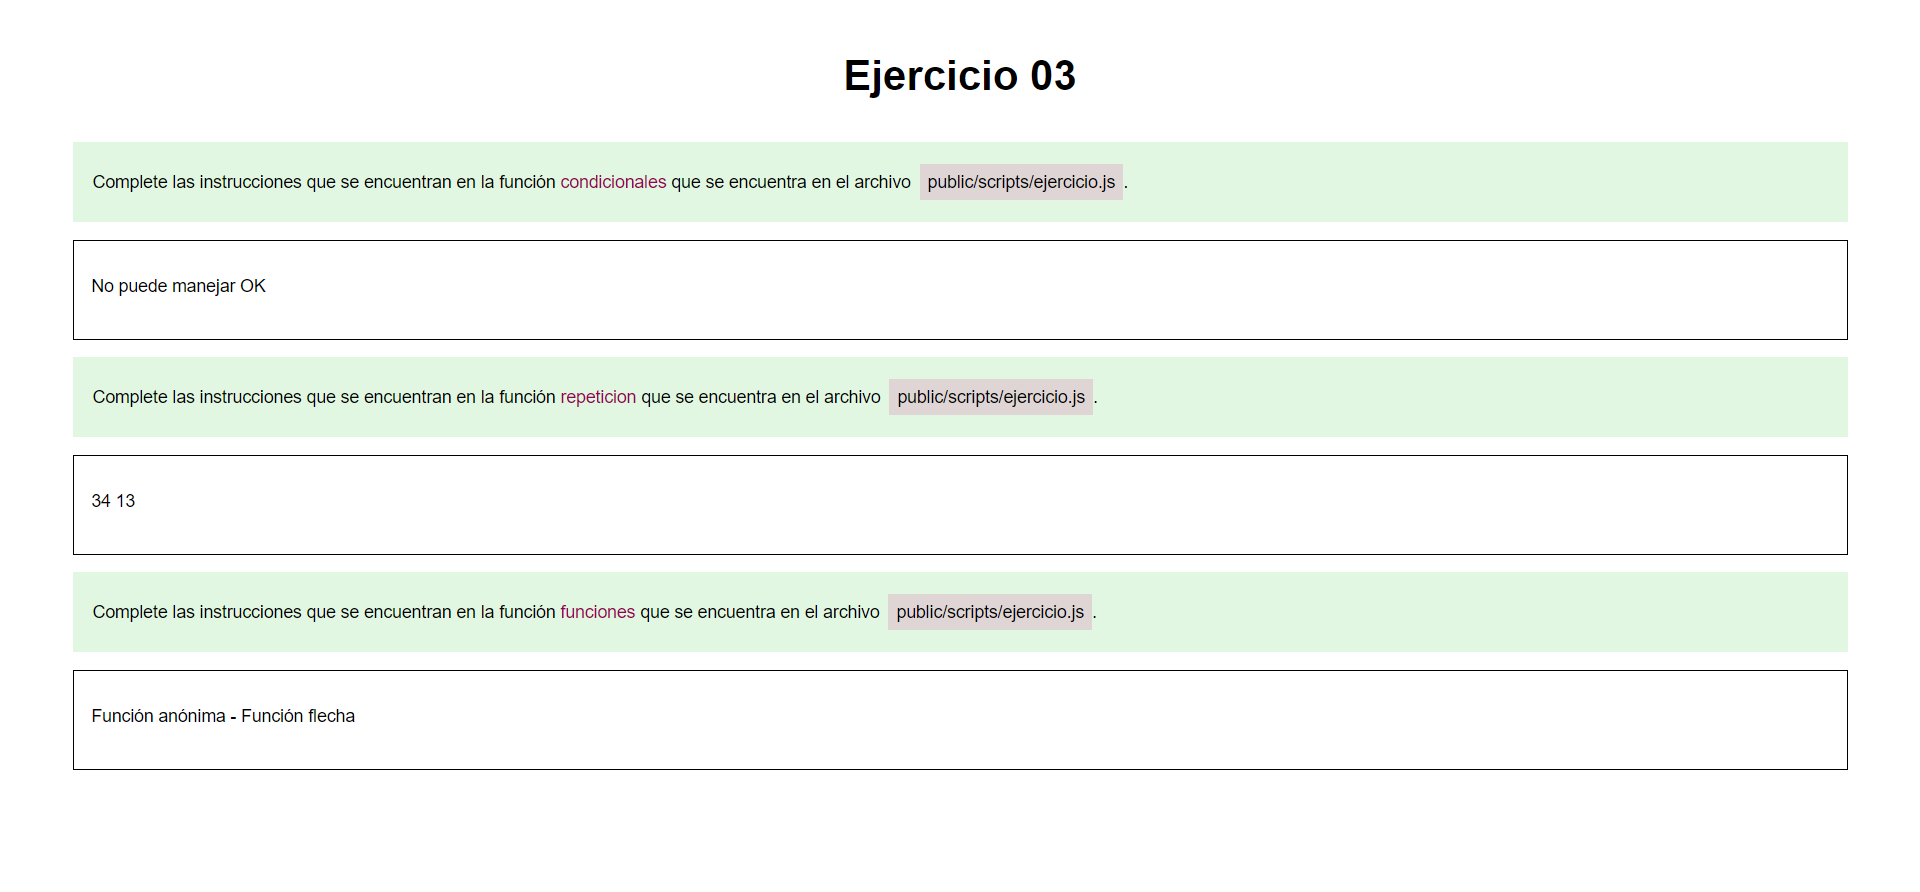 Ejercicio 03
Complete las instrucciones que se encuentran en la función condicionales que se encuentra en el archivo public/scripts/ejercicio.js.
No puede manejar OK
Complete las instrucciones que se encuentran en la función repeticion que se encuentra en el archivo public/scripts/ejercicio.js.
34 13
Complete las instrucciones que se encuentran en la función funciones que se encuentra en el archivo public/scripts/ejercicio.js.
Función anónima - Función flecha